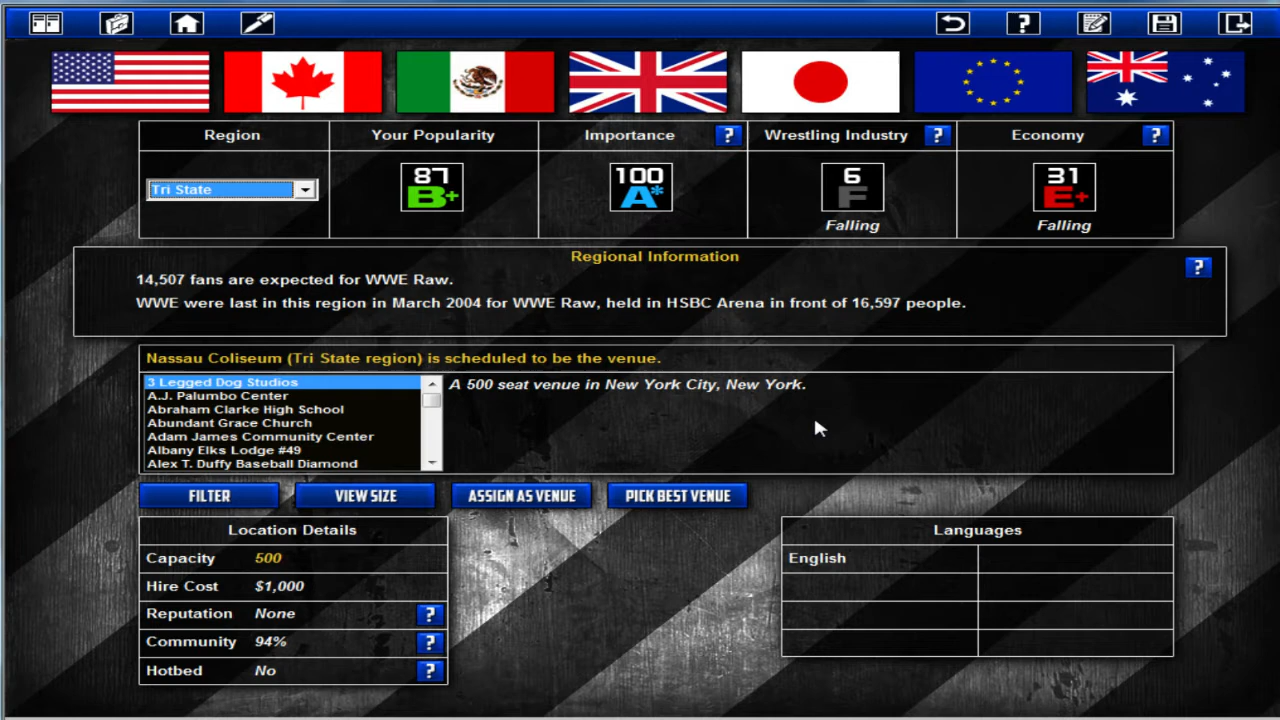 ?
Region
Your Popularity
Importance ?
Wrestling Industry ?
Economy ?
Tri State
87 B+
100 A*
6 F
Falling
31 E+
Falling
Regional Information
?
14,507 fans are expected for WWE Raw.
WWE were last in this region in March 2004 for WWE Raw, held in HSBC Arena in front of 16,597 people.
Nassau Coliseum (Tri State region) is scheduled to be the venue.
3 Legged Dog Studios
A.J. Palumbo Center
Abraham Clarke High School
Abundant Grace Church
Adam James Community Center
Albany Elks Lodge #49
Alex T. Duffy Baseball Diamond
A 500 seat venue in New York City, New York.
FILTER
VIEW SIZE
ASSIGN AS VENUE
PICK BEST VENUE
Location Details
Capacity 500
Hire Cost $1,000
Reputation None ?
Community 94% ?
Hotbed No ?
Languages
English